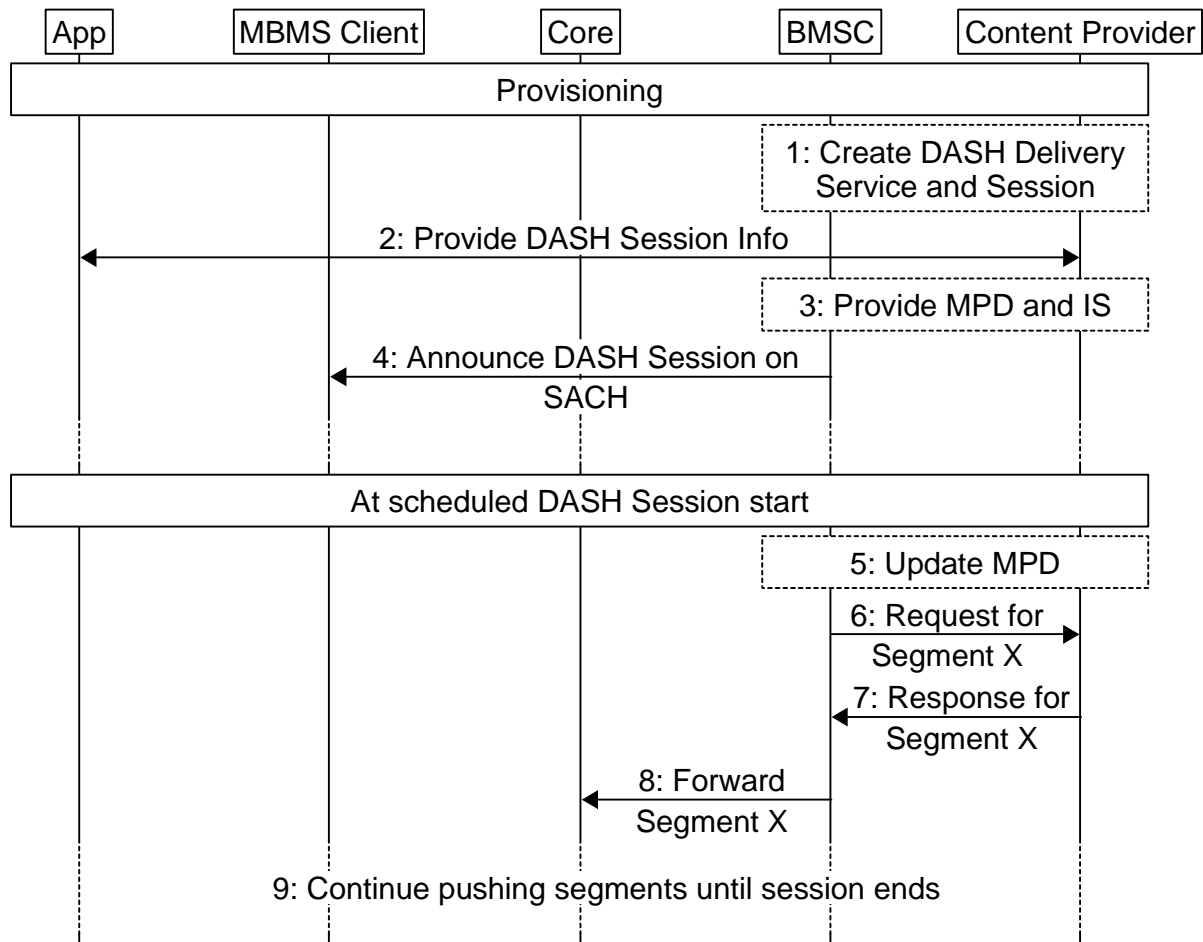 App
MBMS Client
Core
BMSC
Content Provider
Provisioning
1: Create DASH Delivery
Service and Session
2: Provide DASH Session Info
3: Provide MPD and IS
4: Announce DASH Session on
SACH
At scheduled DASH Session start
5: Update MPD
6: Request for
Segment X
7: Response for
Segment X
8: Forward
Segment X
9: Continue pushing segments until session ends